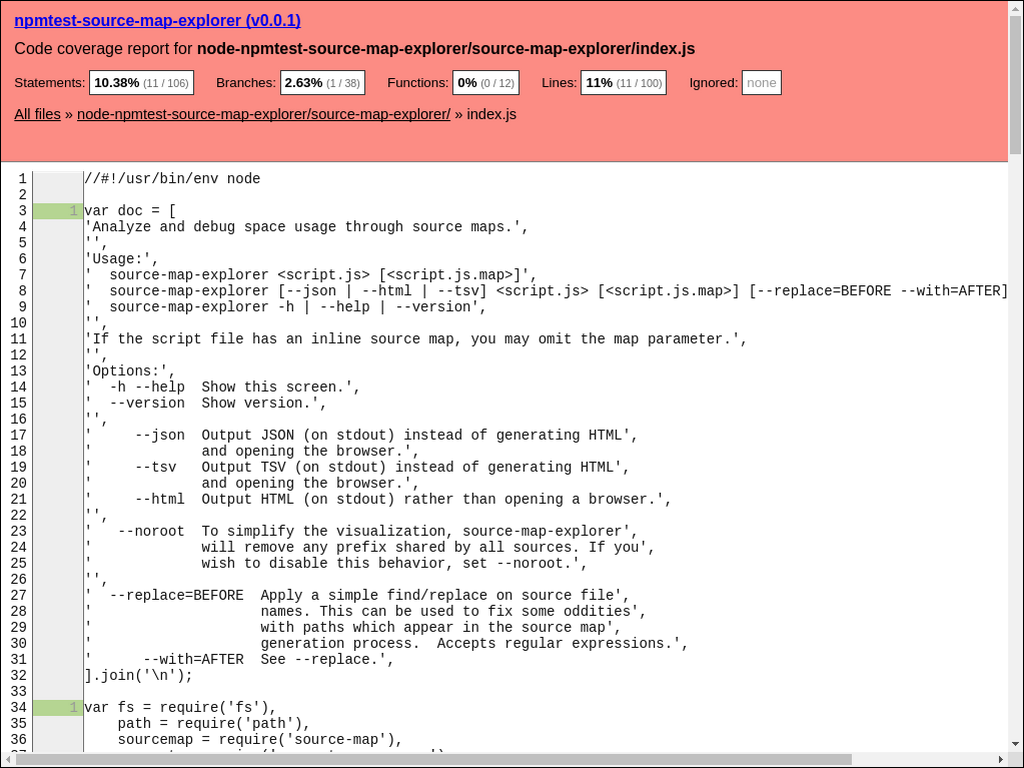 npmtest-source-map-explorer (v0.0.1)
Code coverage report for node-npmtest-source-map-explorer/source-map-explorer/index.js
Statements: 10.38% (11 / 106) Branches: 2.63% (1 / 38) Functions: 0% (0 / 12) Lines: 11% (11 / 100) Ignored: none
All files » node-npmtest-source-map-explorer/source-map-explorer/ » index.js
1 //#!/usr/bin/env node
2
3 1 var doc = [
4 'Analyze and debug space usage through source maps.',
5 '',
6 'Usage:',
7 '  source-map-explorer <script.js> [<script.js.map>]',
8 '  source-map-explorer [--json | --html | --tsv] <script.js> [<script.js.map>] [--replace=BEFORE --with=AFTER]
9 '  source-map-explorer -h | --help | --version',
10 '',
11 'If the script file has an inline source map, you may omit the map parameter.',
12 '',
13 'Options:',
14 '  -h --help  Show this screen.',
15 '  --version  Show version.',
16 '',
17 '     --json  Output JSON (on stdout) instead of generating HTML',
18 '             and opening the browser.',
19 '     --tsv   Output TSV (on stdout) instead of generating HTML',
20 '             and opening the browser.',
21 '     --html  Output HTML (on stdout) rather than opening a browser.',
22 '',
23 '   --noroot  To simplify the visualization, source-map-explorer',
24 '             will remove any prefix shared by all sources. If you',
25 '             wish to disable this behavior, set --noroot.',
26 '',
27 '  --replace=BEFORE  Apply a simple find/replace on source file',
28 '                    names. This can be used to fix some oddities',
29 '                    with paths which appear in the source map',
30 '                    generation process.  Accepts regular expressions.',
31 '      --with=AFTER  See --replace.',
32 ].join('\n');
33
34 1 var fs = require('fs'),
35     path = require('path'),
36     sourcemap = require('source-map'),